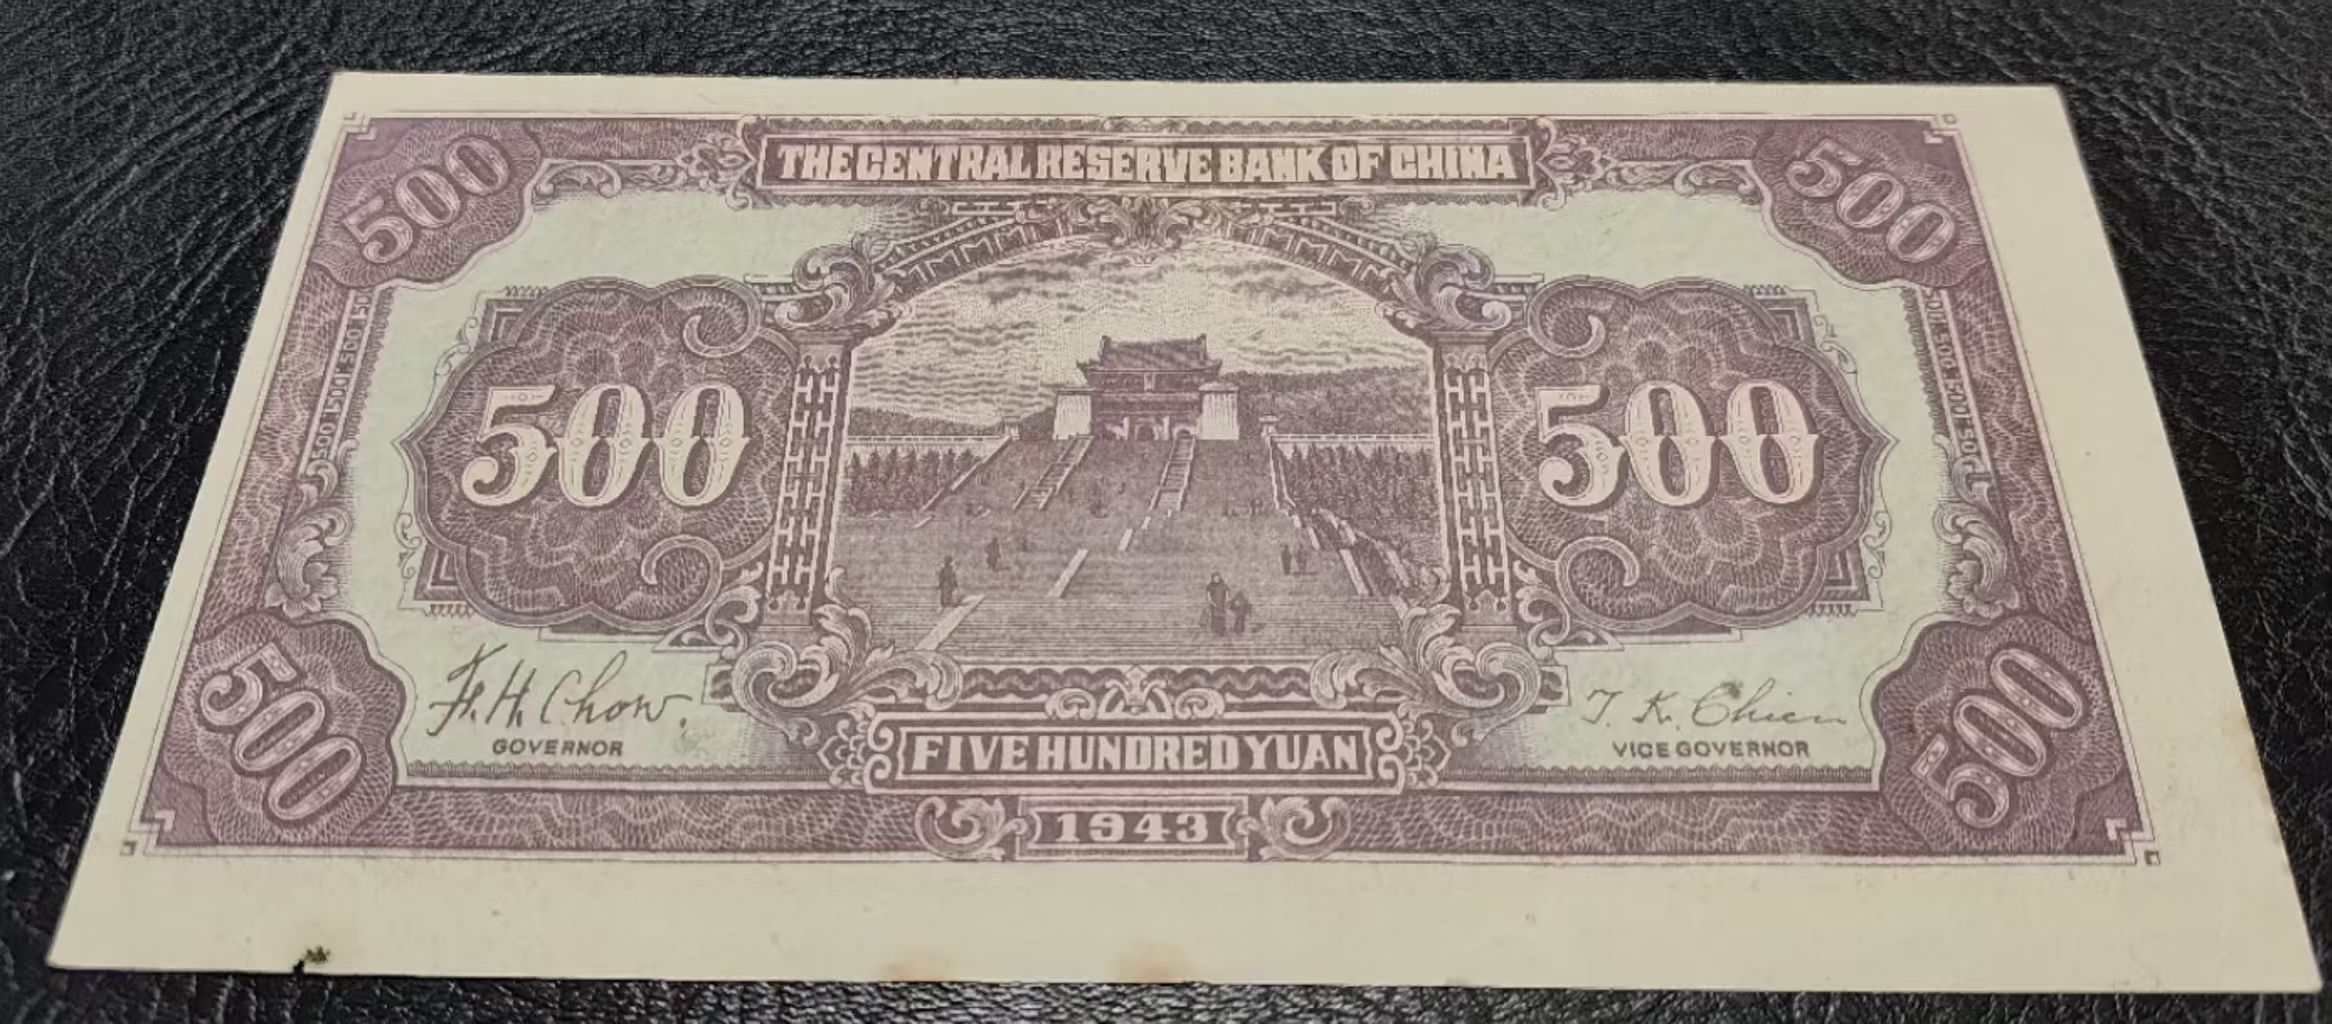 500
THE CENTRAL RESERVE BANK OF CHINA
500
500
500
F. H. Chow.
GOVERNOR
T. K. Chien
VICE GOVERNOR
500
FIVE HUNDRED YUAN
500
1943